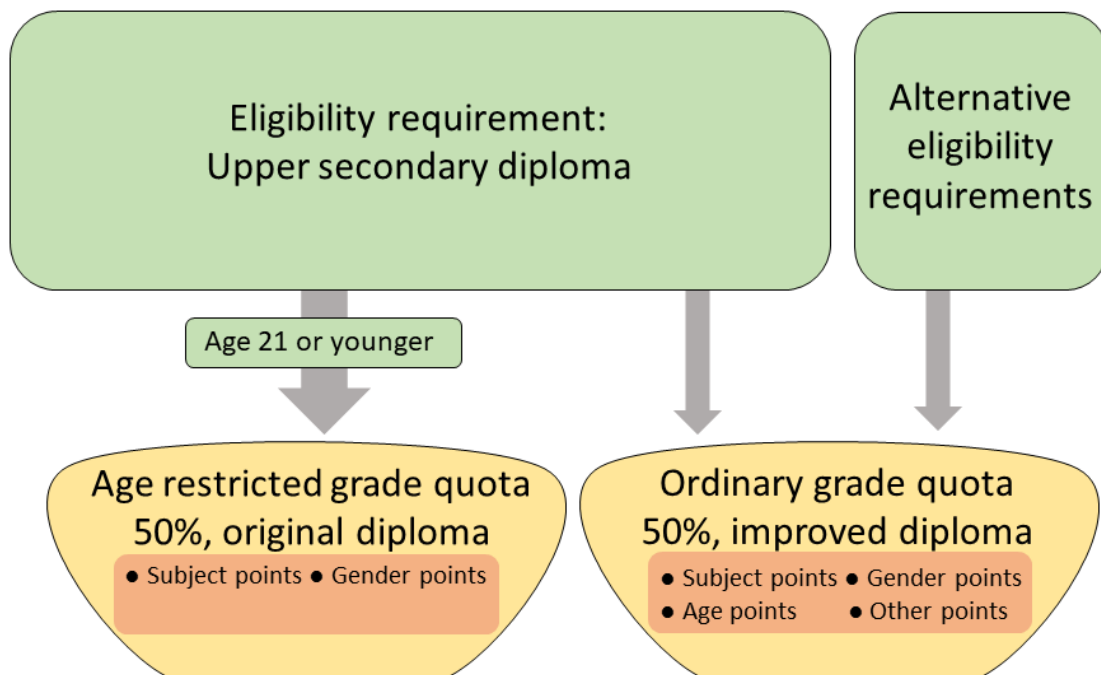 Eligibility requirement:
Upper secondary diploma
Alternative
eligibility
requirements
Age 21 or younger
Age restricted grade quota
50%, original diploma
● Subject points ● Gender points
Ordinary grade quota
50%, improved diploma
● Subject points ● Gender points
● Age points ● Other points